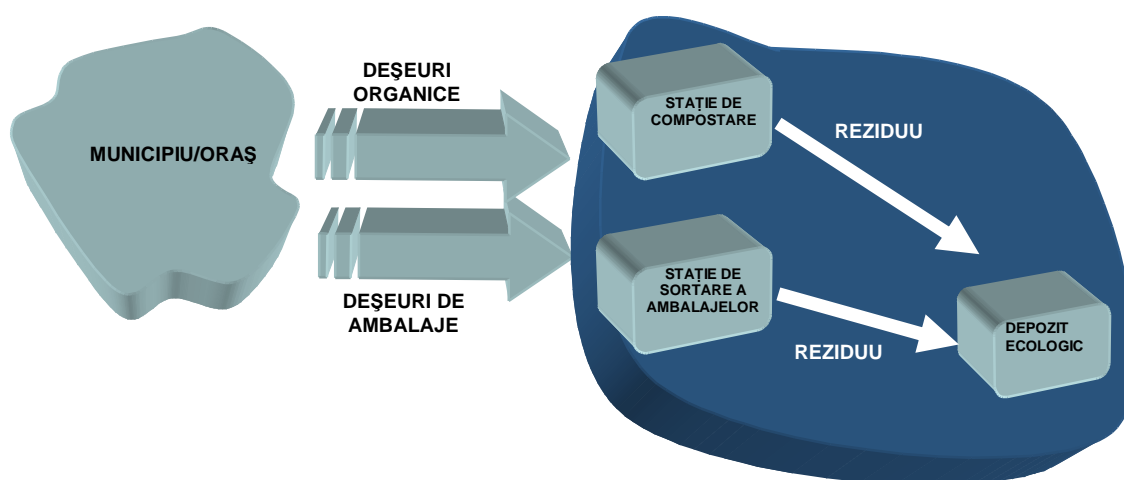 DEŞEURI
ORGANICE
MUNICIPIU/ORAŞ
DEŞEURI DE
AMBALAJE
STAȚIE DE
COMPOSTARE
REZIDUU
STAȚIE DE
SORTARE A
AMBALAJELOR
REZIDUU
DEPOZIT
ECOLOGIC